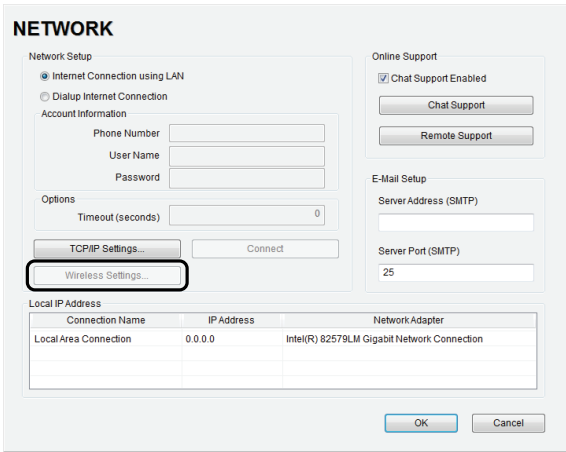 NETWORK
Network Setup
Internet Connection using LAN
Dialup Internet Connection
Account Information
Phone Number
User Name
Password
Options
Timeout (seconds) 0
TCP/IP Settings... Connect
Wireless Settings...
Online Support
Chat Support Enabled
Chat Support
Remote Support
E-Mail Setup
Server Address (SMTP)
Server Port (SMTP)
25
Local IP Address
Connection Name IP Address Network Adapter
Local Area Connection 0.0.0.0 Intel(R) 82579LM Gigabit Network Connection
OK Cancel